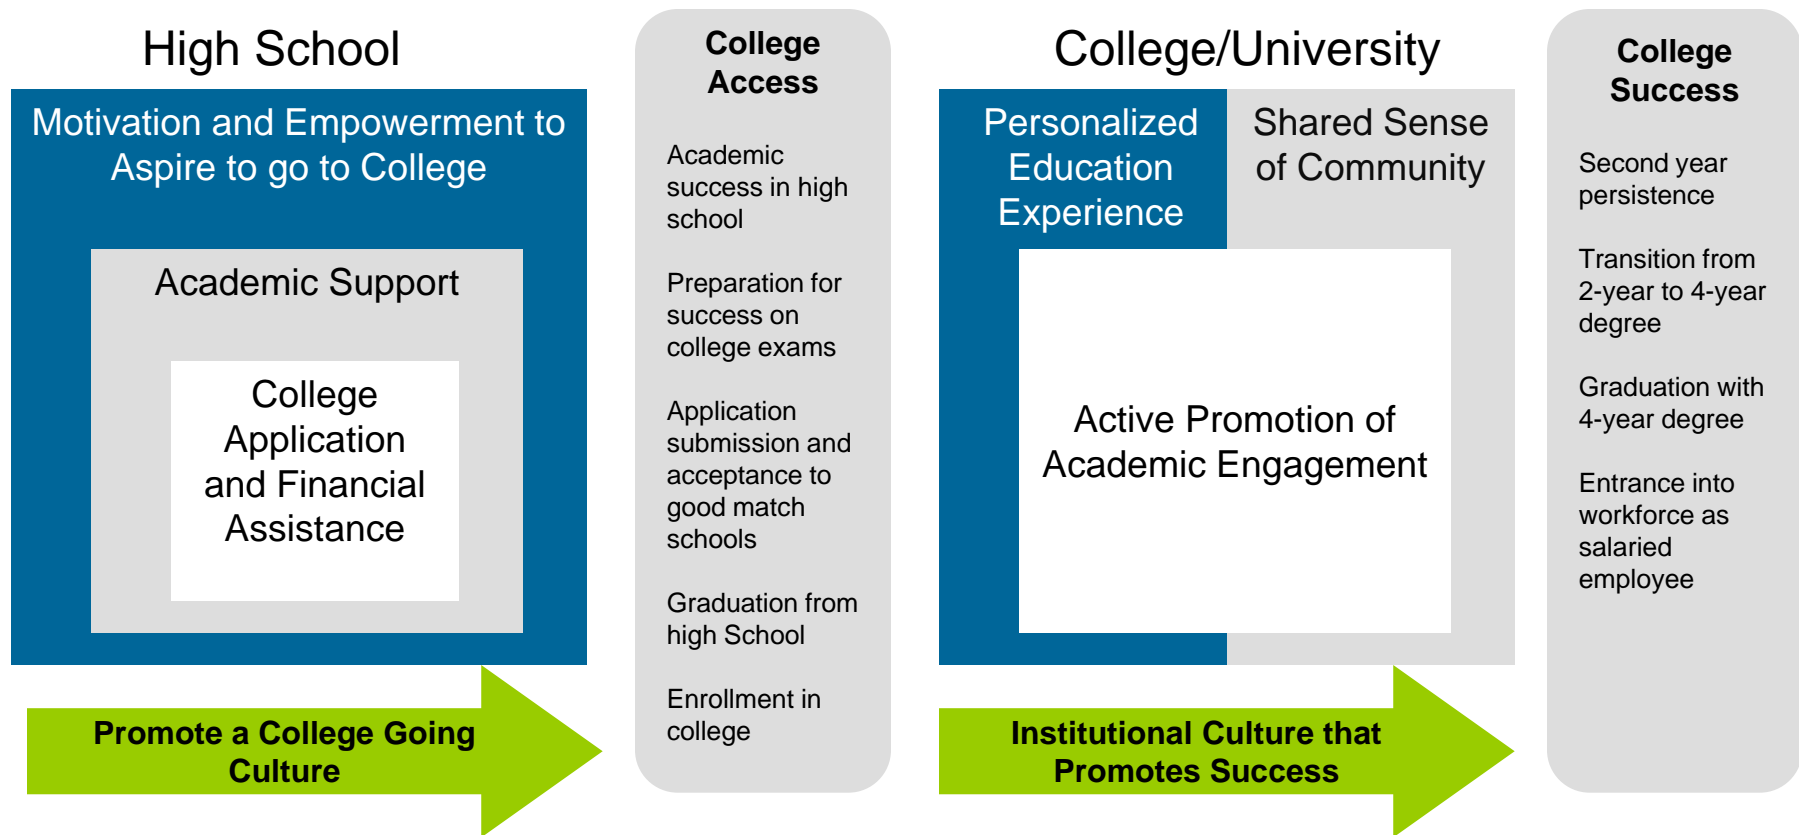 High School
Motivation and Empowerment to
Aspire to go to College
Academic Support
College
Application
and Financial
Assistance
Promote a College Going
Culture
College
Access
Academic
success in high
school
Preparation for
success on
college exams
Application
submission and
acceptance to
good match
schools
Graduation from
high School
Enrollment in
college
College/University
Personalized
Education
Experience
Shared Sense
of Community
Active Promotion of
Academic Engagement
Institutional Culture that
Promotes Success
College
Success
Second year
persistence
Transition from
2-year to 4-year
degree
Graduation with
4-year degree
Entrance into
workforce as
salaried
employee